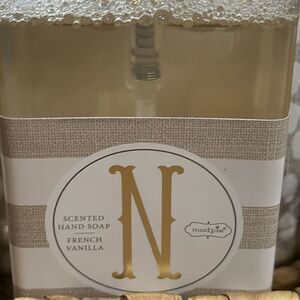 SCENTED
HAND SOAP
FRENCH
VANILLA
N
mudpie®